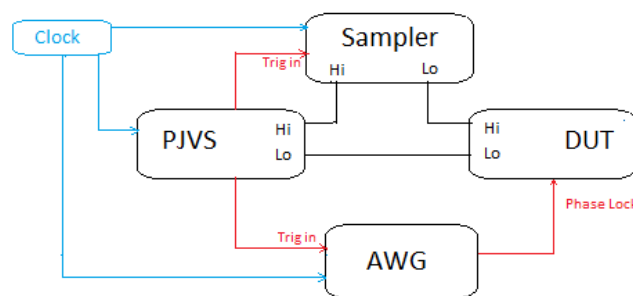 Clock
Sampler
Trig in
Hi
Lo
PJVS
Hi
Lo
Hi
Lo
DUT
Trig in
Phase Lock
AWG